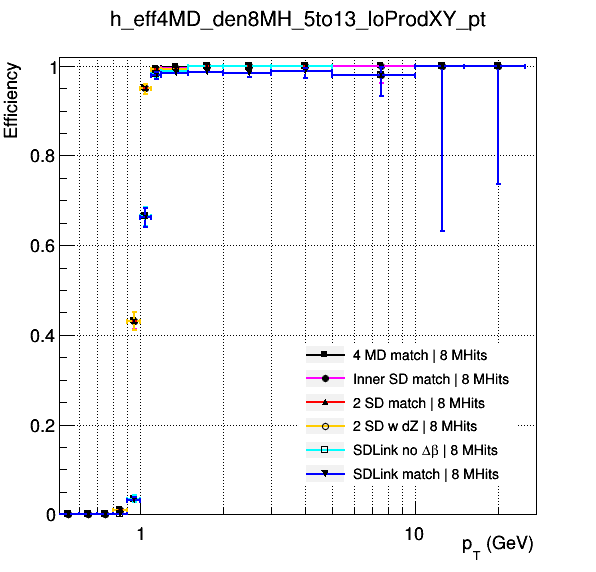 h_eff4MD_den8MH_5to13_loProdXY_pt
Efficiency
1
0.8
0.6
0.4
0.2
0
4 MD match | 8 MHits
Inner SD match | 8 MHits
2 SD match | 8 MHits
2 SD w dZ | 8 MHits
SDLink no Δβ | 8 MHits
SDLink match | 8 MHits
1
10
p_T (GeV)